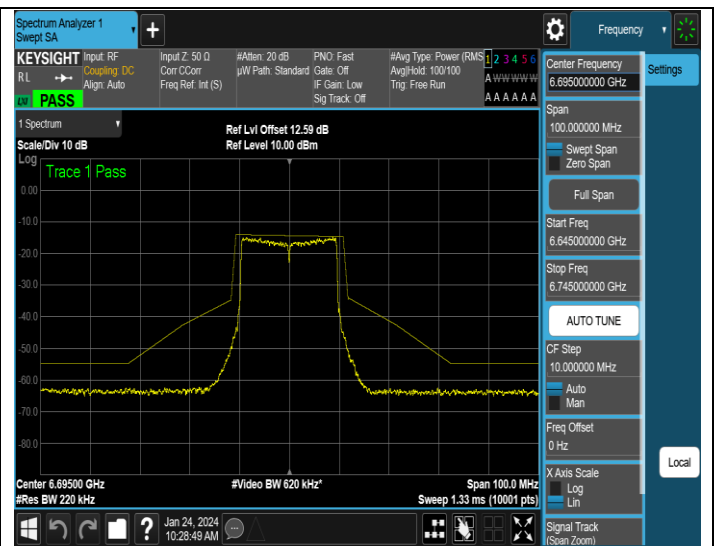 Spectrum Analyzer 1
Swept SA
+
Frequency
KEYSIGHT
RL
PASS
Input: RF
Coupling: DC
Align: Auto
Input Z: 50 Ω
Corr CCorr
Freq Ref: Int (S)
#Atten: 20 dB
µW Path: Standard
PNO: Fast
Gate: Off
IF Gain: Low
Sig Track: Off
#Avg Type: Power (RMS
Avg|Hold: 100/100
Trig: Free Run
1 2 3 4 5 6
A W W W W W
A A A A A A
1 Spectrum
Scale/Div 10 dB
Ref Lvl Offset 12.59 dB
Ref Level 10.00 dBm
Log
Trace 1 Pass
0.00
-10.0
-20.0
-30.0
-40.0
-50.0
-60.0
-70.0
-80.0
Center 6.69500 GHz
#Res BW 220 kHz
#Video BW 620 kHz*
Span 100.0 MHz
Sweep 1.33 ms (10001 pts)
?
Jan 24, 2024
10:28:49 AM
Center Frequency
6.695000000 GHz
Settings
Span
100.000000 MHz
Swept Span
Zero Span
Full Span
Start Freq
6.645000000 GHz
Stop Freq
6.745000000 GHz
AUTO TUNE
CF Step
10.000000 MHz
Auto
Man
Freq Offset
0 Hz
X Axis Scale
Log
Lin
Local
Signal Track
(Span Zoom)